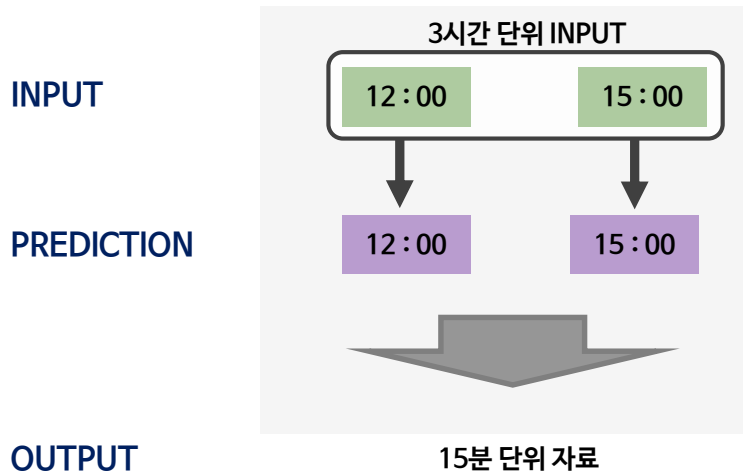 3시간 단위 INPUT
INPUT
12 : 00
15 : 00
PREDICTION
12 : 00
15 : 00
OUTPUT
15분 단위 자료